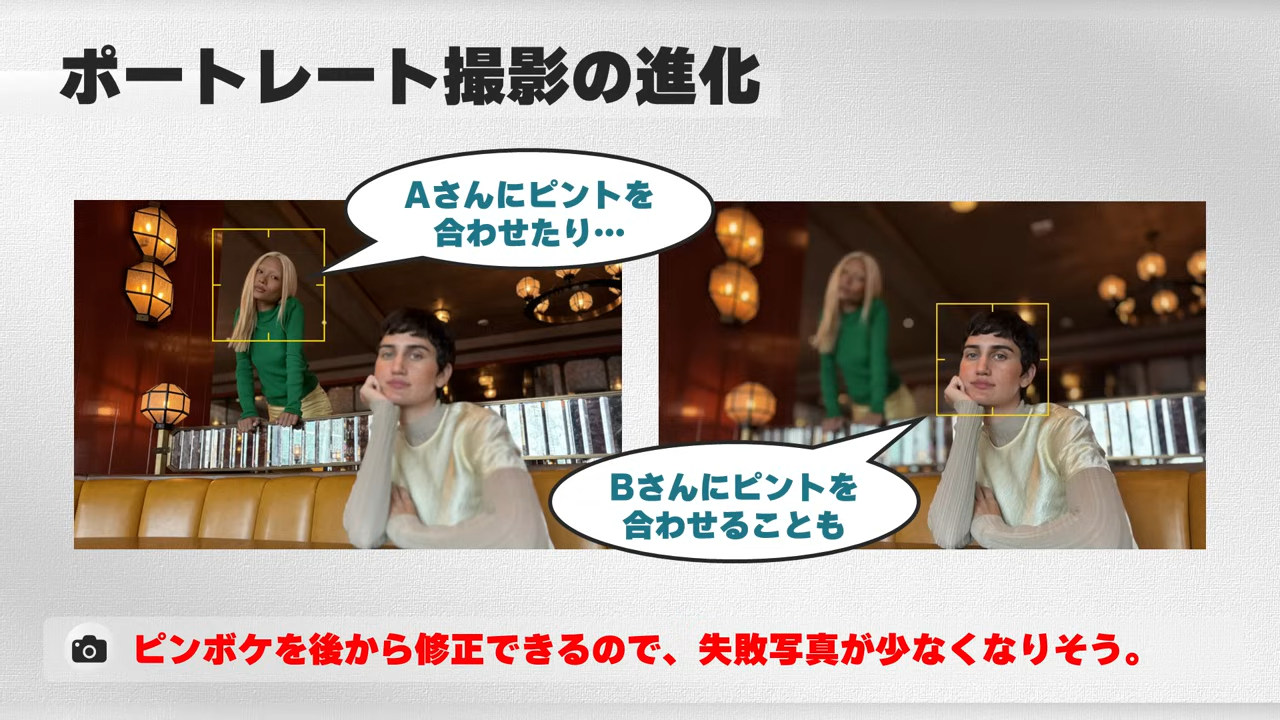 ポートレート撮影の進化
Aさんにピントを
合わせたり…
Bさんにピントを
合わせることも
ピンボケを後から修正できるので、失敗写真が少なくなりそう。